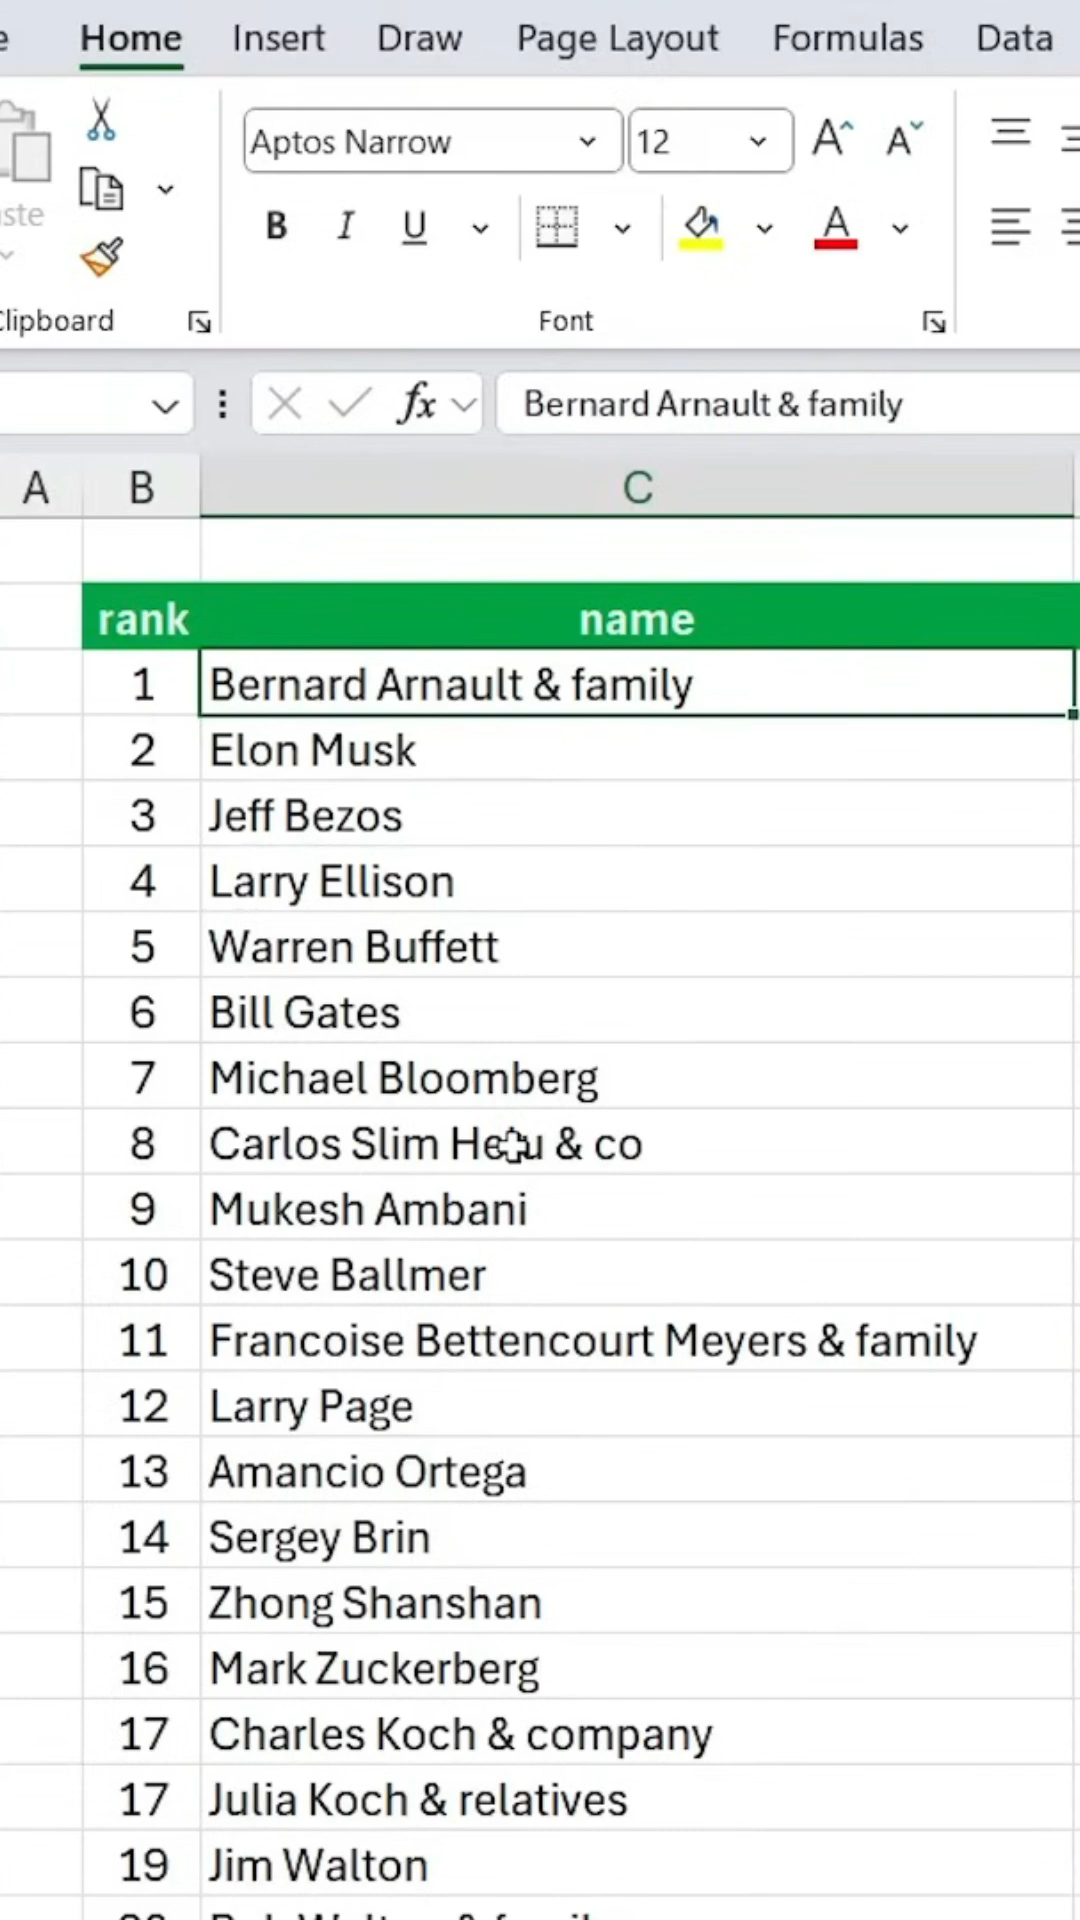 Home Insert Draw Page Layout Formulas Data
Aptos Narrow 12 A A
B I U A
Clipboard Font
fx Bernard Arnault & family
A B C
rank name
1 Bernard Arnault & family
2 Elon Musk
3 Jeff Bezos
4 Larry Ellison
5 Warren Buffett
6 Bill Gates
7 Michael Bloomberg
8 Carlos Slim & co
9 Mukesh Ambani
10 Steve Ballmer
11 Francoise Bettencourt Meyers & family
12 Larry Page
13 Amancio Ortega
14 Sergey Brin
15 Zhong Shanshan
16 Mark Zuckerberg
17 Charles Koch & company
17 Julia Koch & relatives
19 Jim Walton